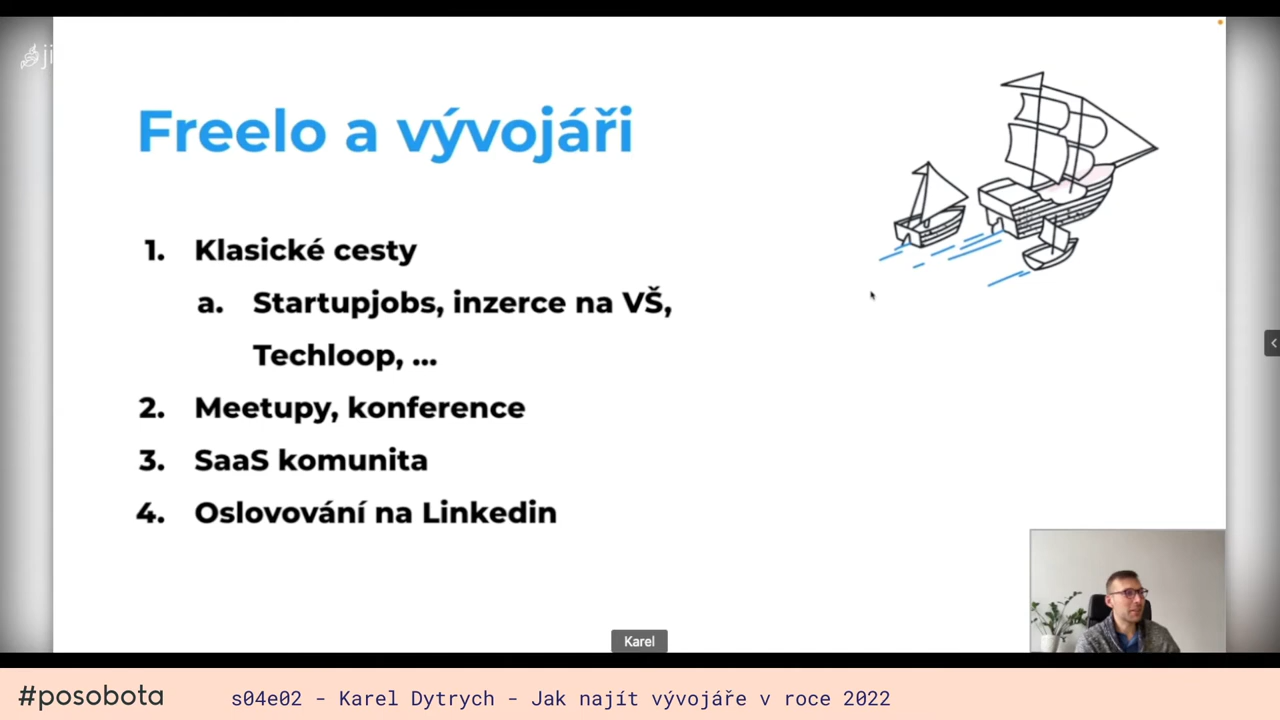 ji
Freelo a vývojáři
1. Klasické cesty
a. Startupjobs, inzerce na VŠ,
Techloop, ...
2. Meetupy, konference
3. SaaS komunita
4. Oslovování na Linkedin
Karel
#posobota
s04e02 - Karel Dytrych - Jak najít vývojáře v roce 2022